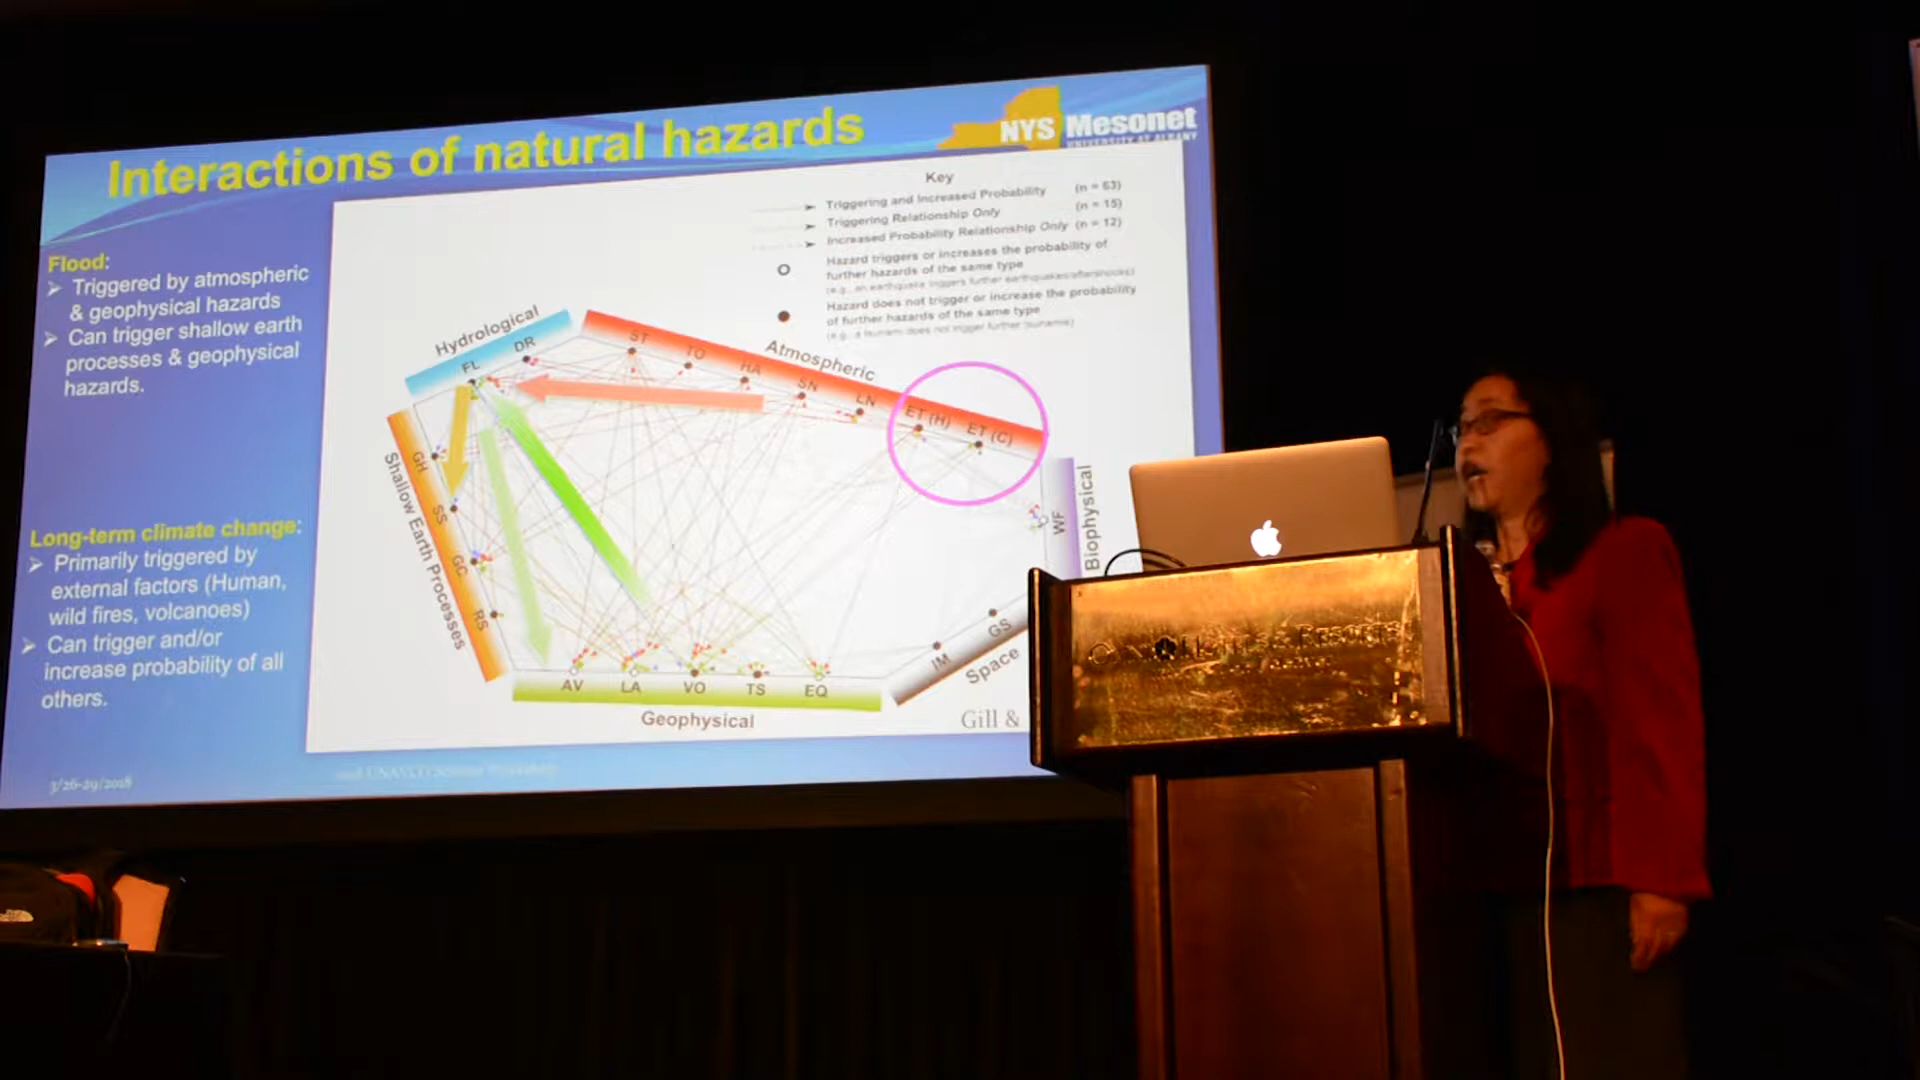 Interactions of natural hazards
NYS Mesonet
UNIVERSITY AT ALBANY
Flood:
➢ Triggered by atmospheric
& geophysical hazards
➢ Can trigger shallow earth
processes & geophysical
hazards.
Long-term climate change:
➢ Primarily triggered by
external factors (Human,
wild fires, volcanoes)
➢ Can trigger and/or
increase probability of all
others.
3/26-29/2018
Key
Triggering and Increased Probability (n = 63)
Triggering Relationship Only (n = 15)
Increased Probability Relationship Only (n = 12)
Hazard triggers or increases the probability of
further hazards of the same type
(e.g., an earthquake triggers further earthquakes/aftershocks)
Hazard does not trigger or increase the probability
of further hazards of the same type
(e.g., a tsunami does not trigger further tsunamis)
Hydrological
FL
DR
Atmospheric
ST
TO
HA
SN
LN
ET (H)
ET (C)
Biophysical
WF
Space
GS
IM
Geophysical
AV
LA
VO
TS
EQ
Shallow Earth Processes
GH
SS
GC
RS
Gill &